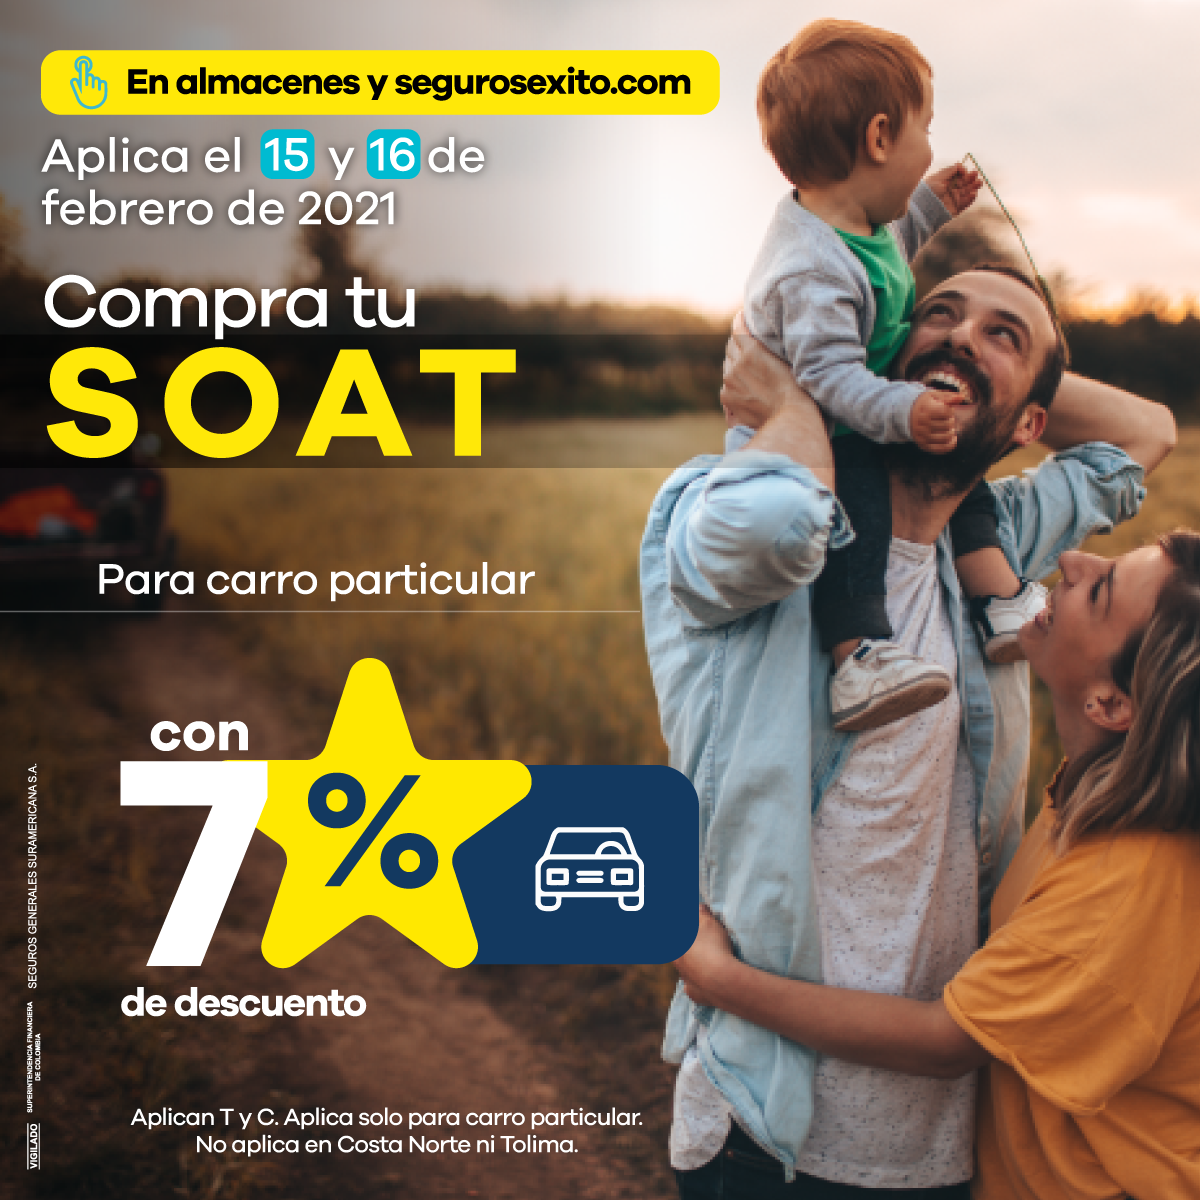 En almacenes y segurosexito.com
Aplica el 15 y 16 de
febrero de 2021
Compra tu
SOAT
Para carro particular
con
7%
de descuento
Aplican T y C. Aplica solo para carro particular.
No aplica en Costa Norte ni Tolima.
VIGILADO
SUPERINTENDENCIA FINANCIERA
DE COLOMBIA
SEGUROS GENERALES SURAMERICANA S.A.